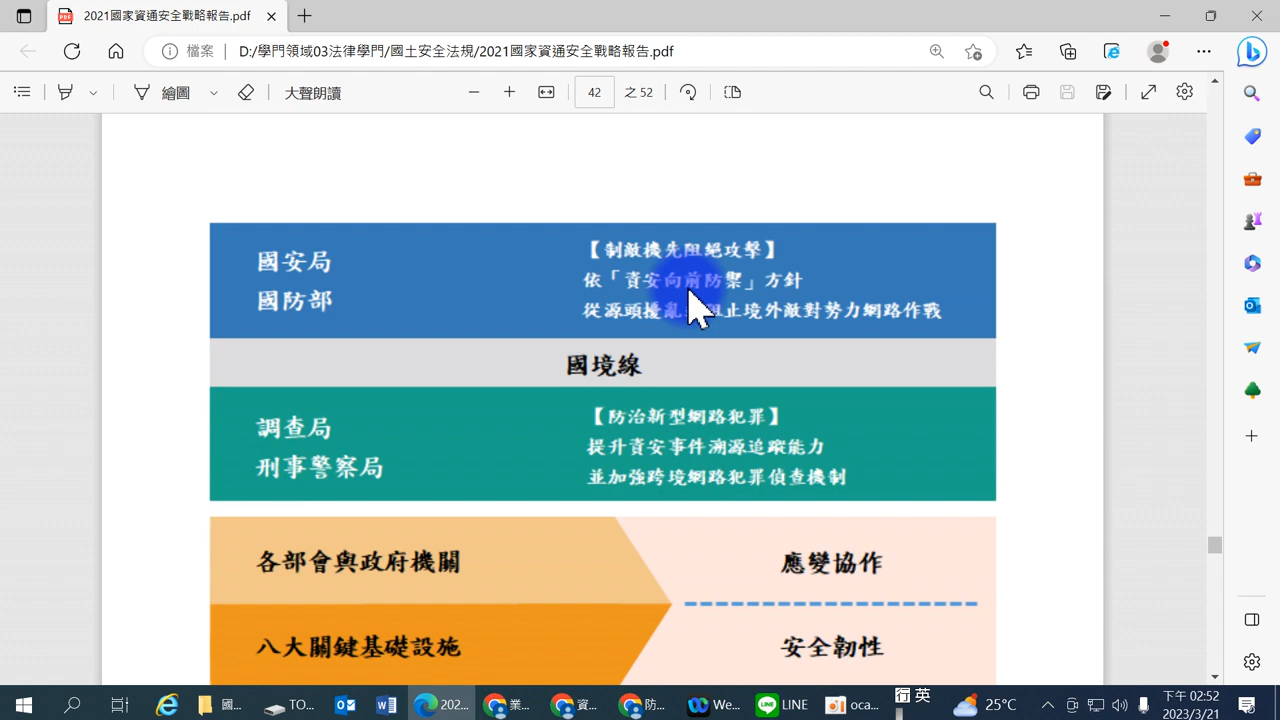 2021國家資通安全戰略報告.pdf
檔案 D:/學門領域03法律學門/國土安全法規/2021國家資通安全戰略報告.pdf
繪圖 大聲朗讀 42 之 52
國安局
國防部
【制敵機先阻絕攻擊】
依「資安向前防禦」方針
從源頭擾亂 阻止境外敵對勢力網路作戰
國境線
調查局
刑事警察局
【防治新型網路犯罪】
提升資安事件溯源追蹤能力
並加強跨境網路犯罪偵查機制
各部會與政府機關
應變協作
八大關鍵基礎設施
安全韌性
國... TO... 202... 業... 資... 防... We... LINE oca... 英 25°C
下午 02:52
2023/3/21